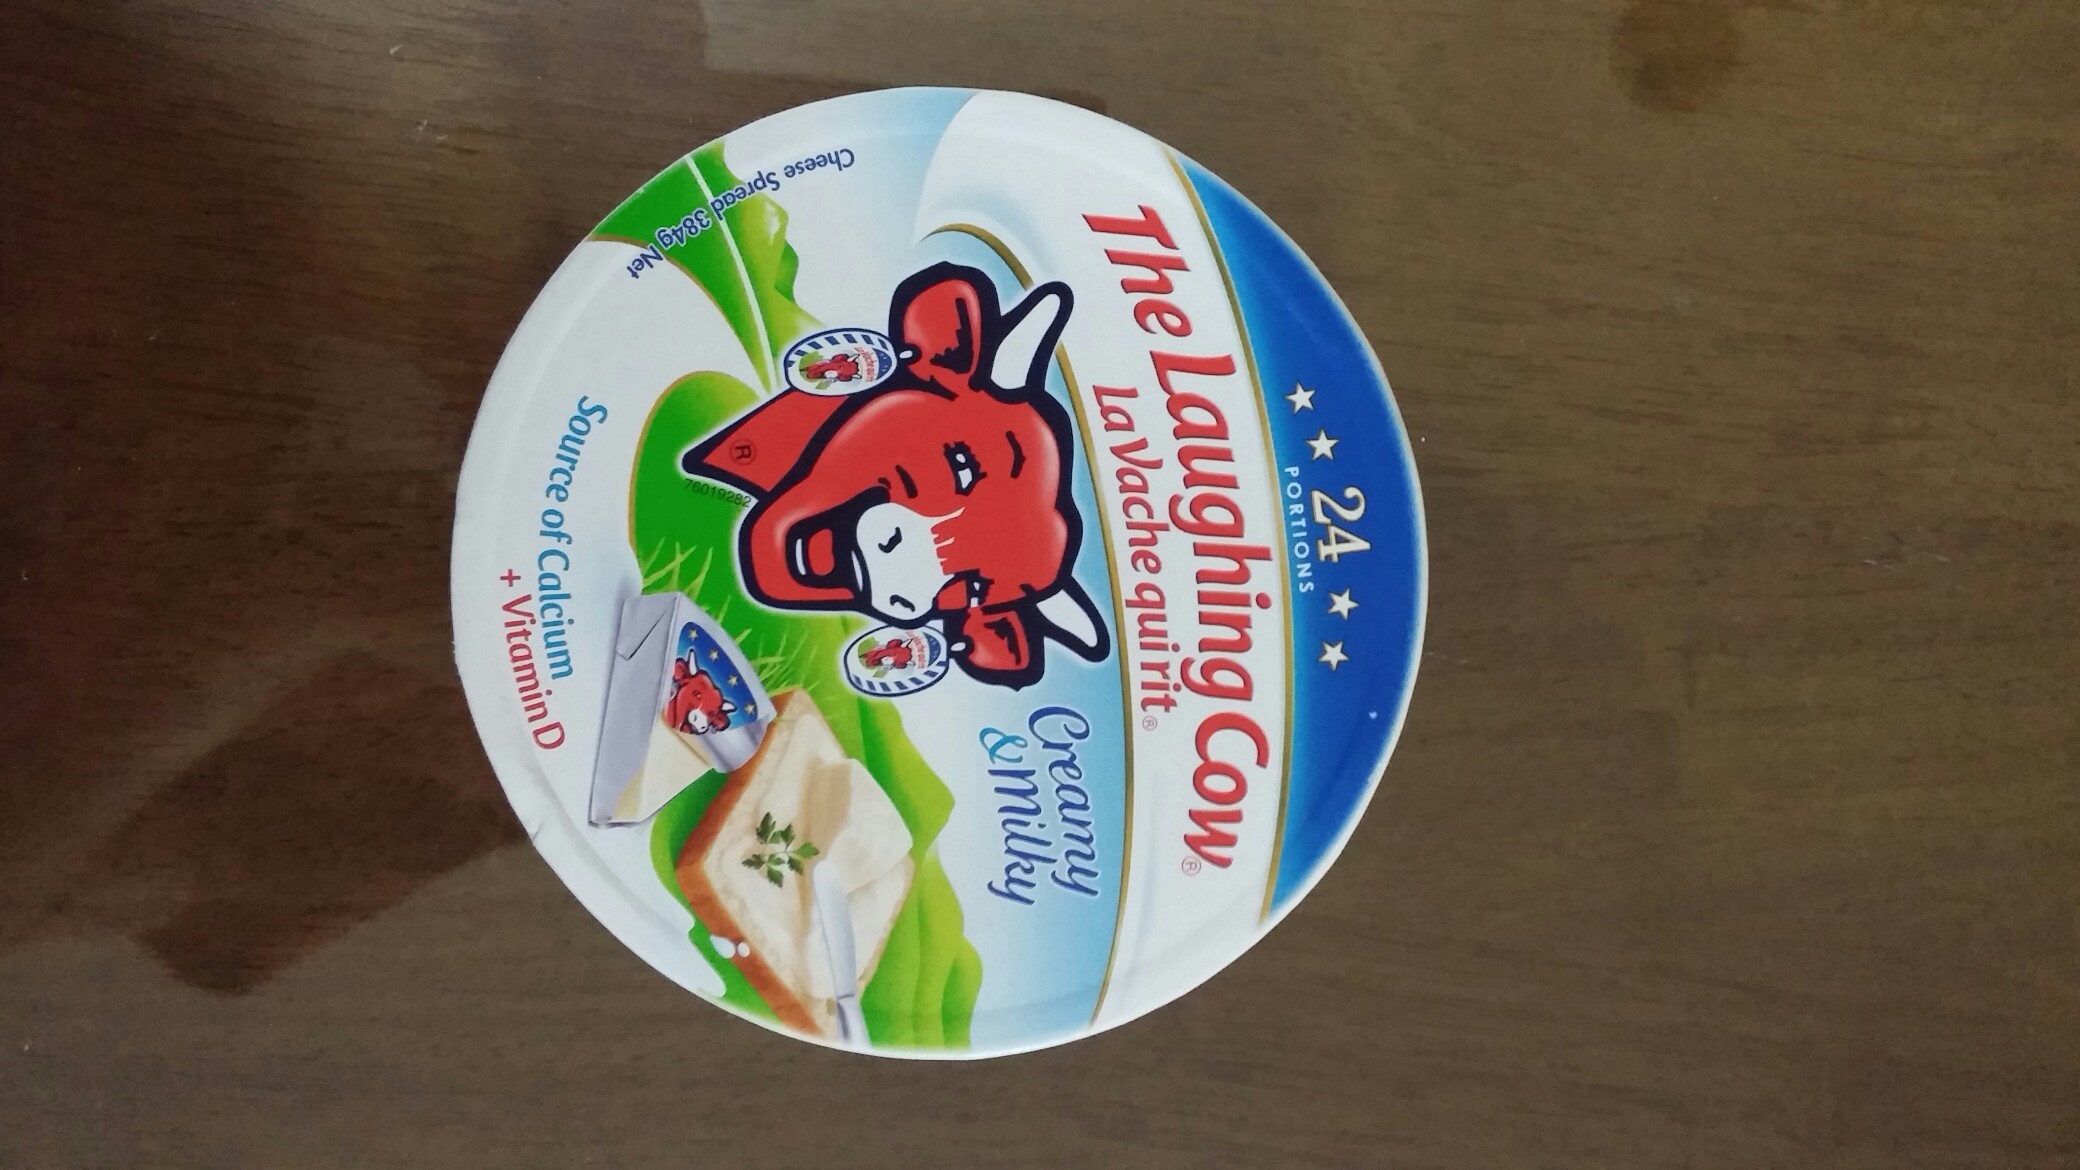 24
PORTIONS
The Laughing Cow®
La Vache qui rit®
Creamy
& Milky
®
76019282
Source of Calcium
+ Vitamin D
Cheese Spread 384g Net